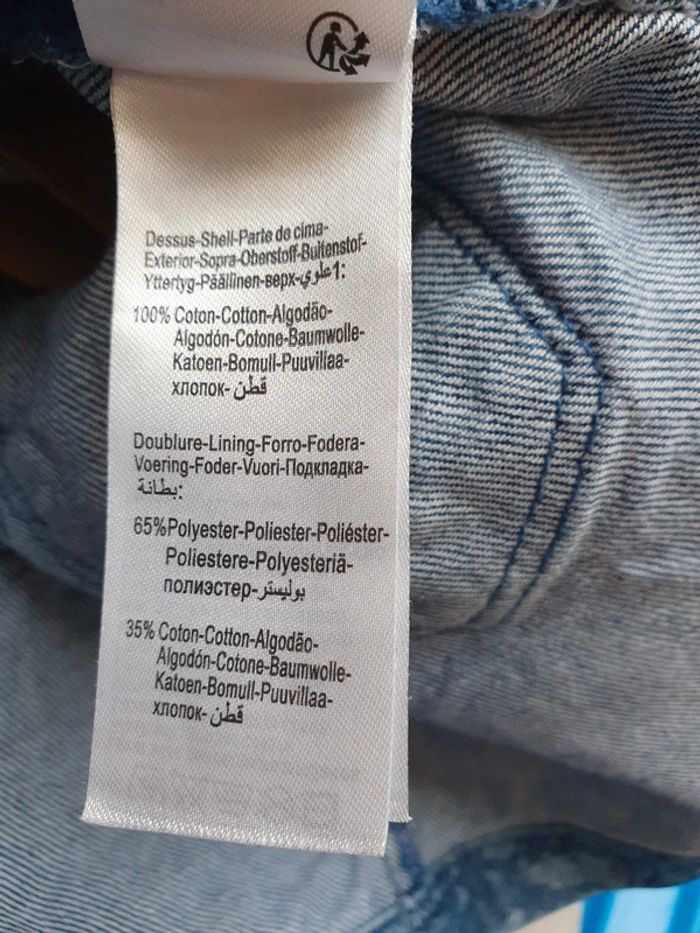 Dessus-Shell-Parte de cima-
Exterior-Sopra-Oberstoff-Buitenstof-
Yttertyg-Päällinen-верх-علوي1:
100% Coton-Cotton-Algodão-
Algodón-Cotone-Baumwolle-
Katoen-Bomull-Puuvillaa-
хлопок-قطن
Doublure-Lining-Forro-Fodera-
Voering-Foder-Vuori-Подкладка-
بطانة:
65%Polyester-Poliester-Poliéster-
Poliestere-Polyesteriä-
полиэстер-بوليستر
35% Coton-Cotton-Algodão-
Algodón-Cotone-Baumwolle-
Katoen-Bomull-Puuvillaa-
хлопок-قطن